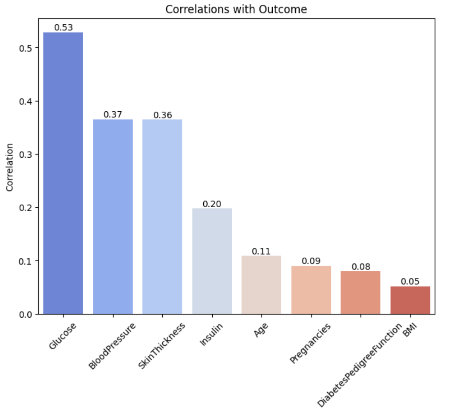 Correlations with Outcome
Correlation
0.5
0.4
0.3
0.2
0.1
0.0
0.53
0.37
0.36
0.20
0.11
0.09
0.08
0.05
Glucose
BloodPressure
SkinThickness
Insulin
Age
Pregnancies
DiabetesPedigreeFunction
BMI